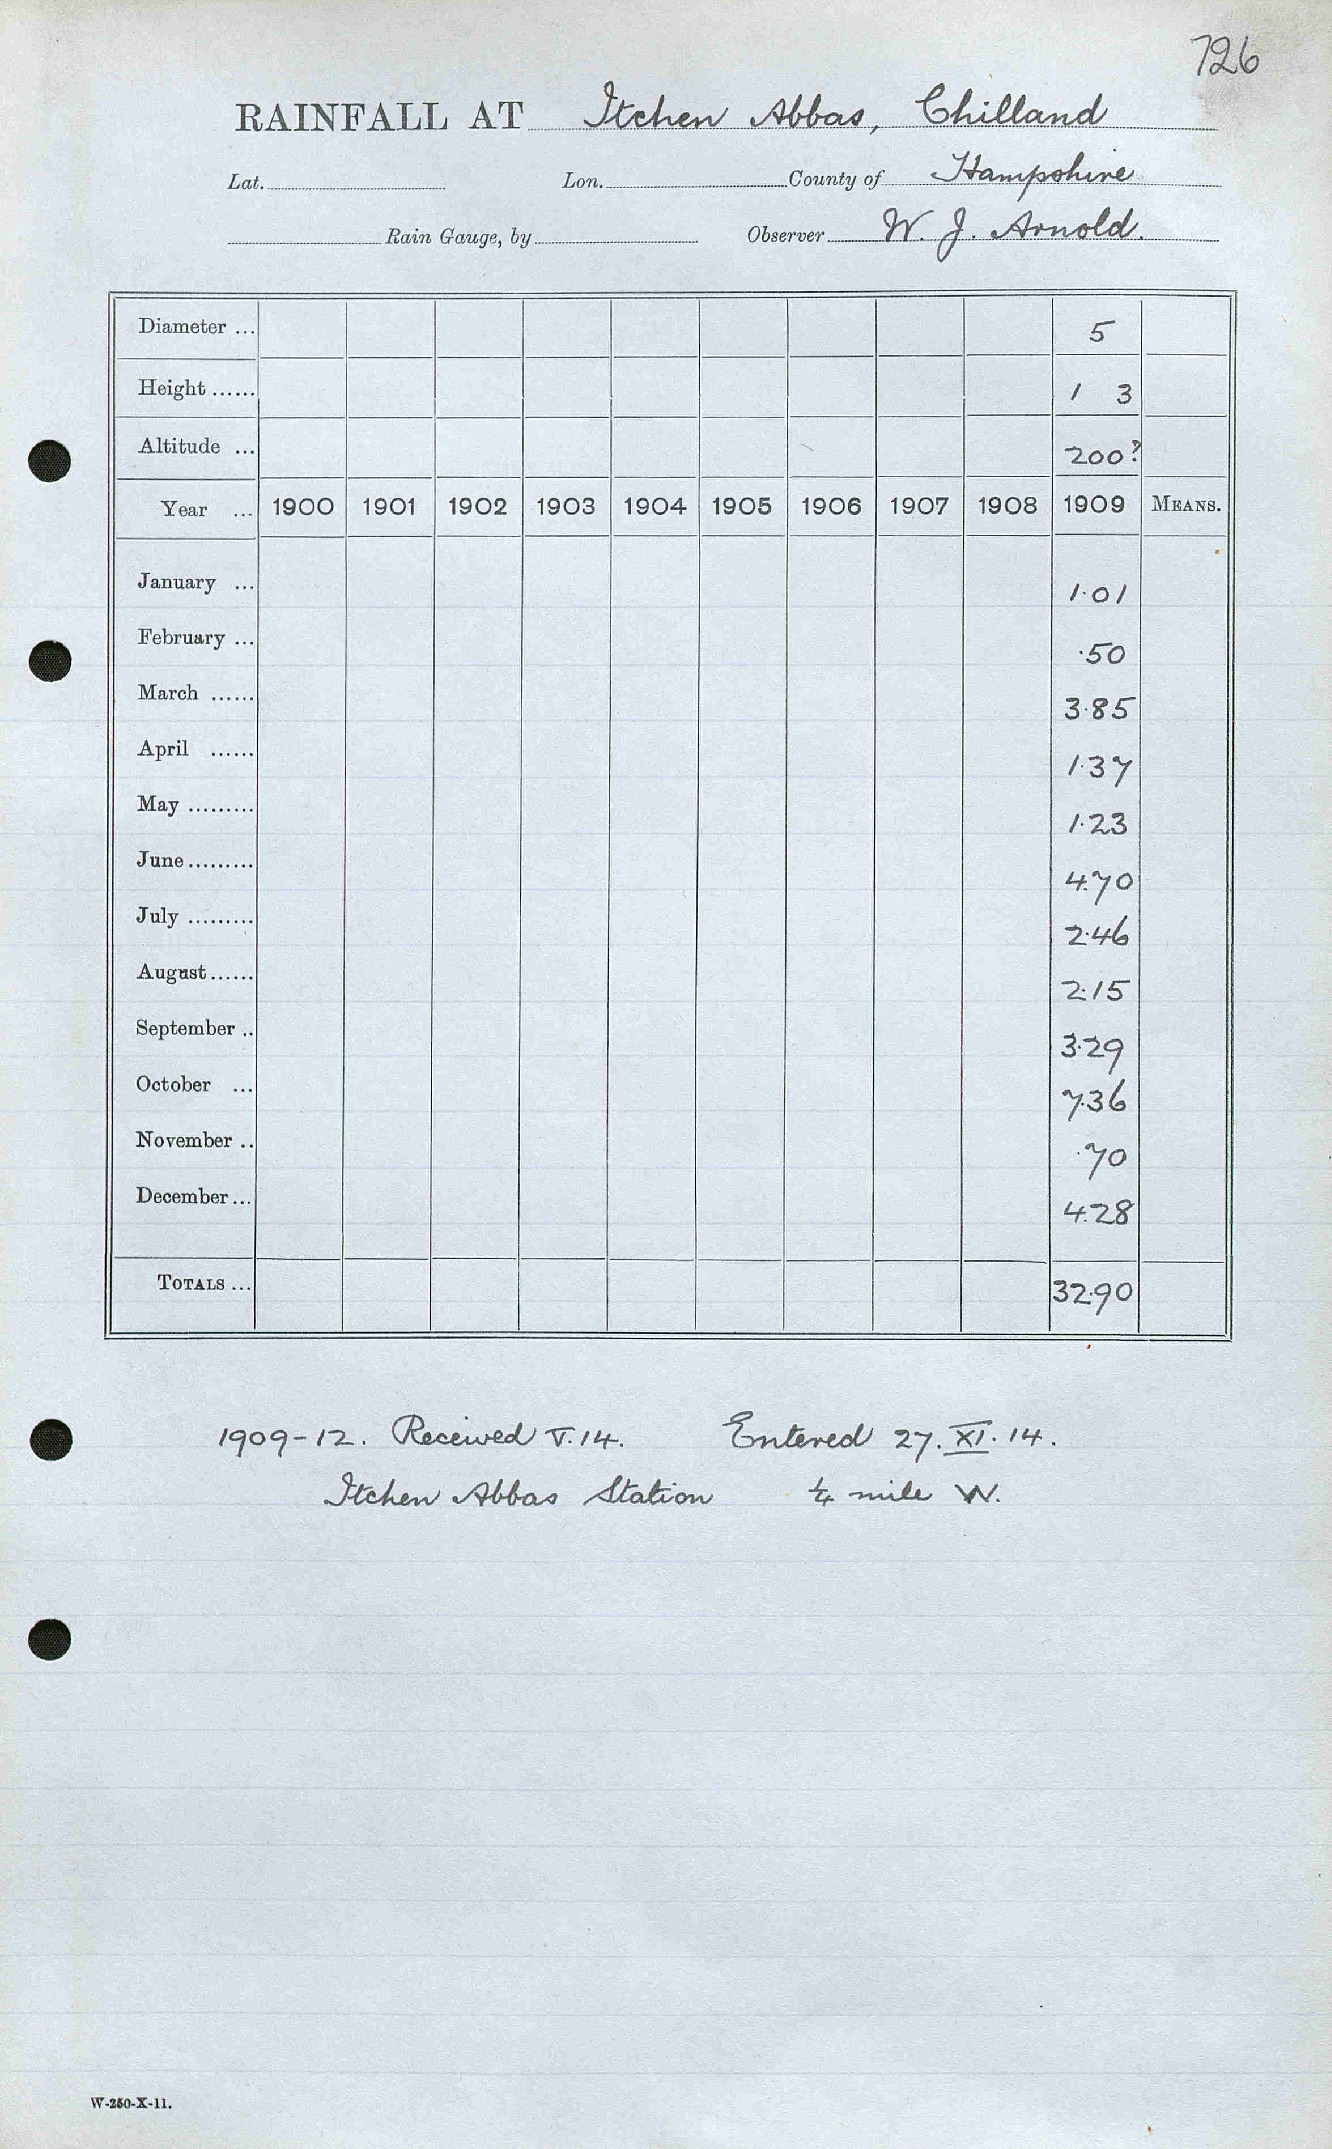 726
RAINFALL AT Itchen Abbas, Chilland
Lat. Lon. County of Hampshire
Rain Gauge, by Observer W. J. Arnold.
Diameter ... 5
Height ...... 1 3
Altitude ... 200?
Year ... 1900 1901 1902 1903 1904 1905 1906 1907 1908 1909 MEANS.
January ... 1.01
February ... .50
March ...... 3.85
April ...... 1.37
May ......... 1.23
June ......... 4.70
July ......... 2.46
August ...... 2.15
September .. 3.29
October ... 7.36
November .. .70
December ... 4.28
TOTALS ... 32.90
1909-12. Received V.14. Entered 27. XI. 14.
Itchen Abbas Station ¼ mile W.
W-250-X-11.